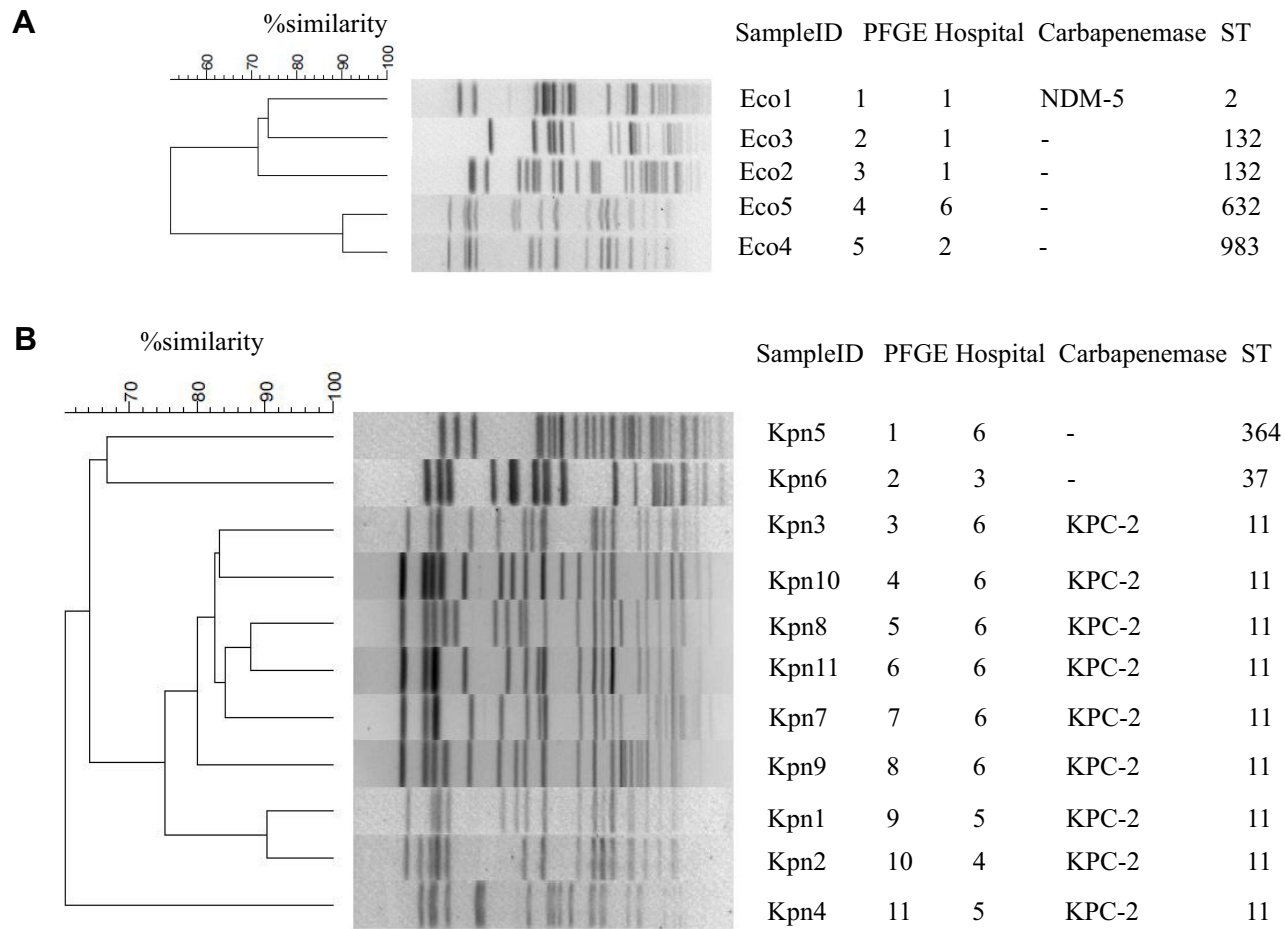 A
%similarity
60 70 80 90 100
SampleID PFGE Hospital Carbapenemase ST
Eco1 1 1 NDM-5 2
Eco3 2 1 - 132
Eco2 3 1 - 132
Eco5 4 6 - 632
Eco4 5 2 - 983
B
%similarity
70 80 90 100
SampleID PFGE Hospital Carbapenemase ST
Kpn5 1 6 - 364
Kpn6 2 3 - 37
Kpn3 3 6 KPC-2 11
Kpn10 4 6 KPC-2 11
Kpn8 5 6 KPC-2 11
Kpn11 6 6 KPC-2 11
Kpn7 7 6 KPC-2 11
Kpn9 8 6 KPC-2 11
Kpn1 9 5 KPC-2 11
Kpn2 10 4 KPC-2 11
Kpn4 11 5 KPC-2 11